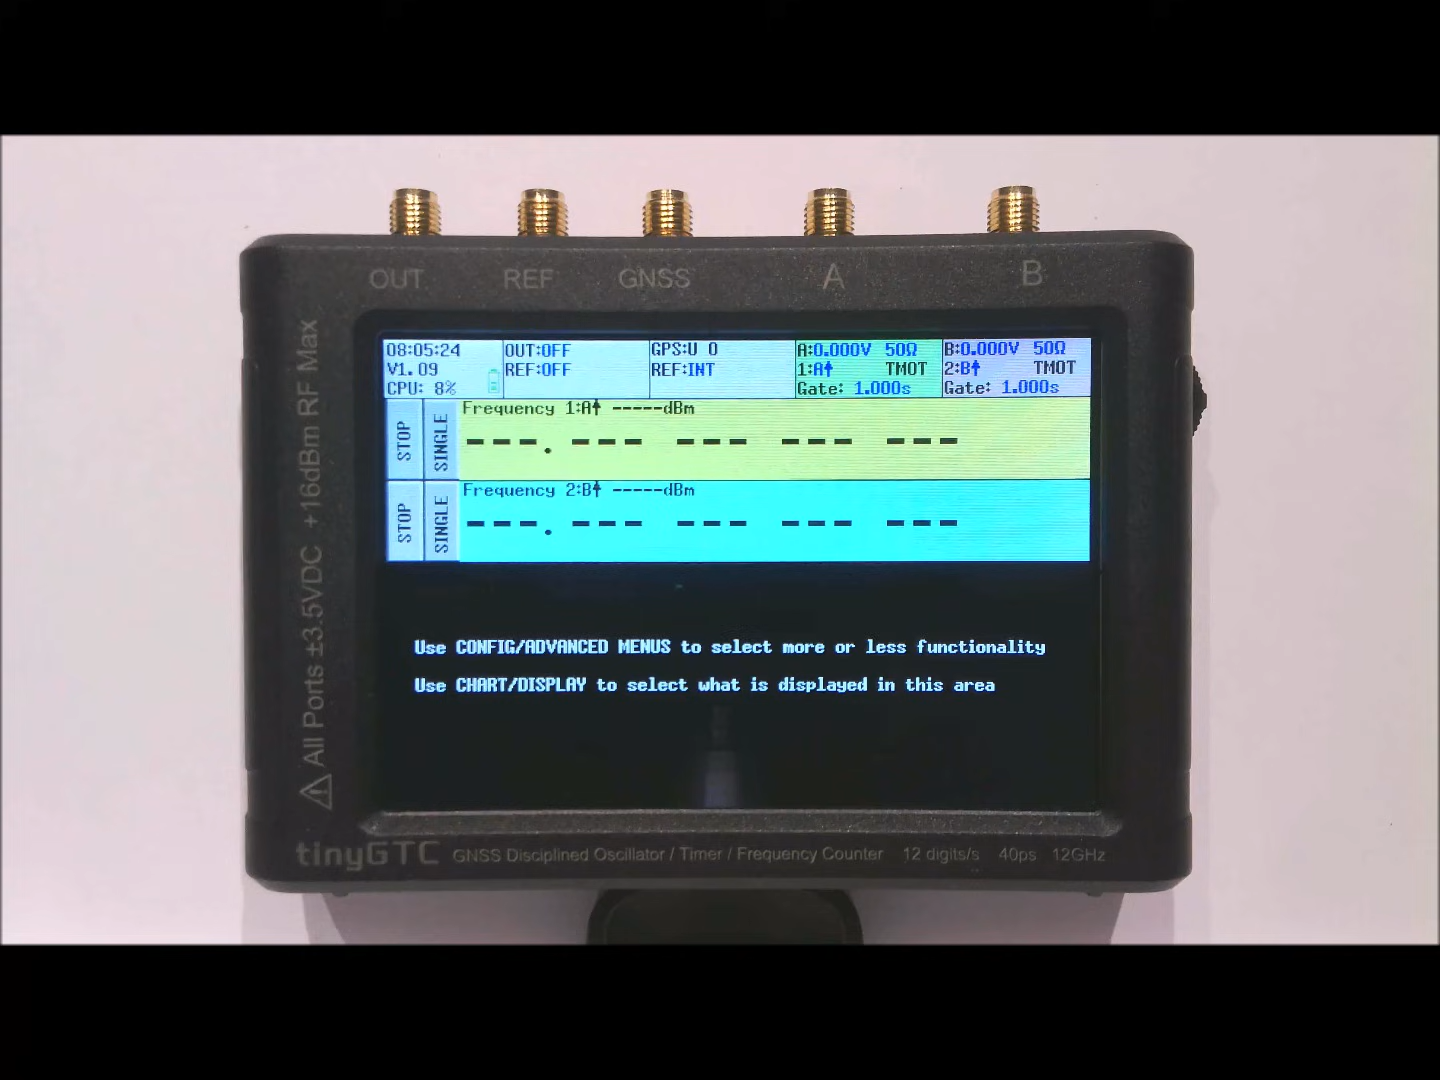 OUT REF GNSS A B
⚠ All Ports ±3.5VDC +16dBm RF Max
08:05:24
V1.09
CPU: 8%
OUT:OFF
REF:OFF
GPS:U 0
REF:INT
A:0.000V 50Ω
1:A↑ TMOT
Gate: 1.000s
B:0.000V 50Ω
2:B↑ TMOT
Gate: 1.000s
STOP
SINGLE
Frequency 1:A↑ -----dBm
---.--- --- --- ---
STOP
SINGLE
Frequency 2:B↑ -----dBm
---.--- --- --- ---
Use CONFIG/ADVANCED MENUS to select more or less functionality
Use CHART/DISPLAY to select what is displayed in this area
tinyGTC GNSS Disciplined Oscillator / Timer / Frequency Counter 12 digits/s 40ps 12GHz